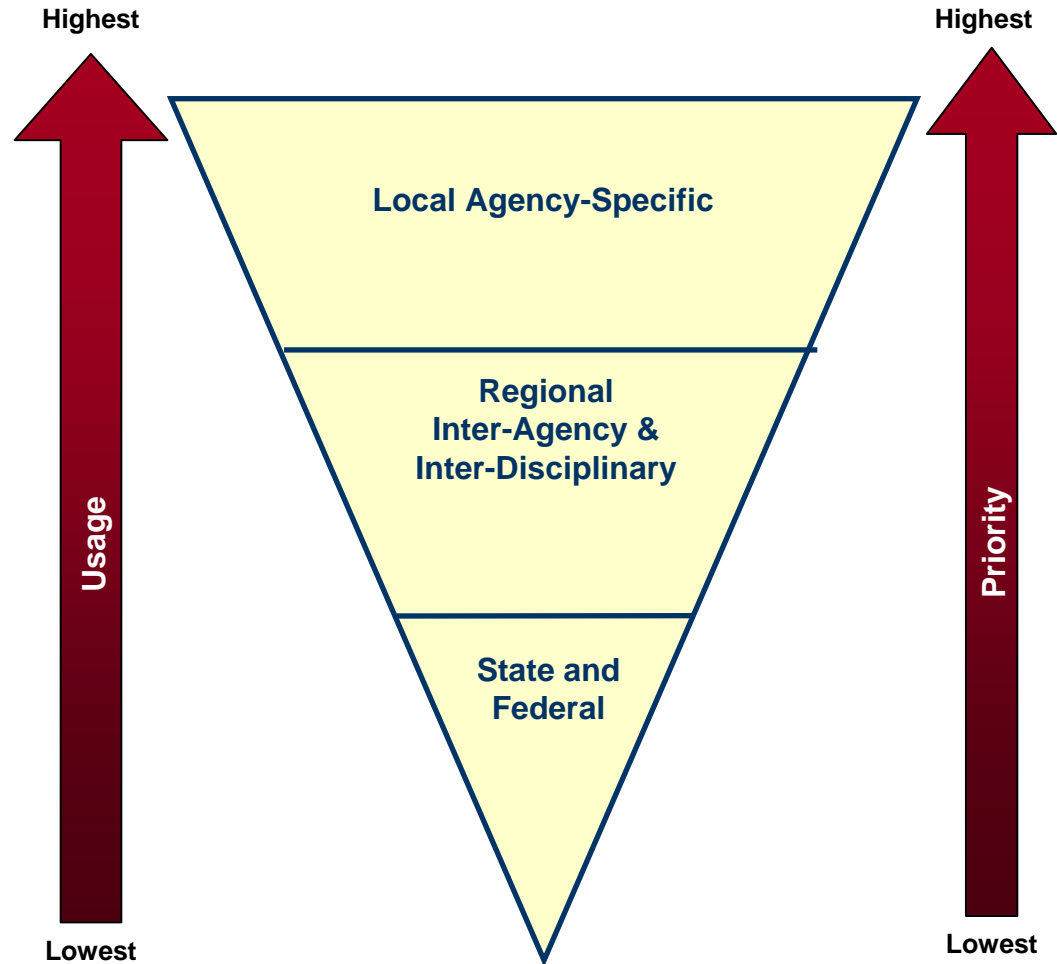 Highest
Highest
Local Agency-Specific
Regional
Inter-Agency &
Inter-Disciplinary
Usage
Priority
State and
Federal
Lowest
Lowest